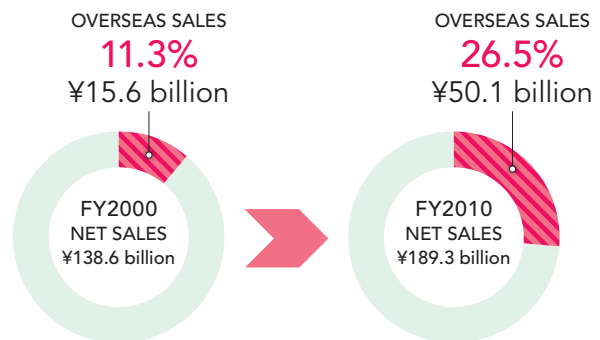 OVERSEAS SALES
11.3%
¥15.6 billion
FY2000
NET SALES
¥138.6 billion
OVERSEAS SALES
26.5%
¥50.1 billion
FY2010
NET SALES
¥189.3 billion